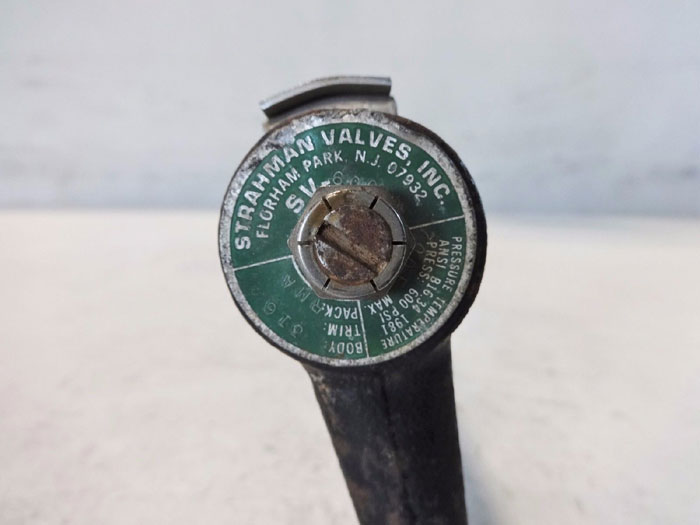 STRAHMAN VALVES, INC.
FLORHAM PARK, N.J. 07932
SV-
PRESSURE TEMPERATURE
ANSI B16.34 1981
PRESS: 600 PSI
MAX.
BODY:
TRIM:
PACK: